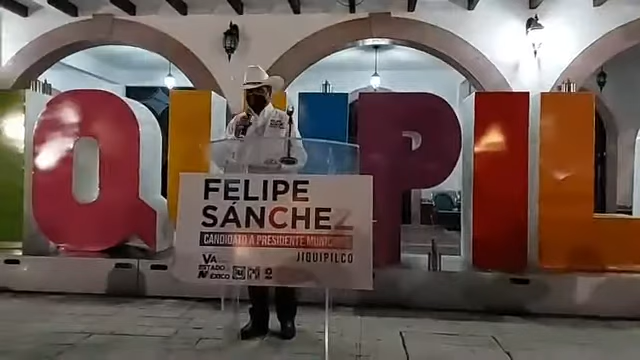 QUIPIL
FELIPE
SÁNCHEZ
CANDIDATO A PRESIDENTE MUNICIPAL
JIQUIPILCO
VA
ESTADO
MÉXICO